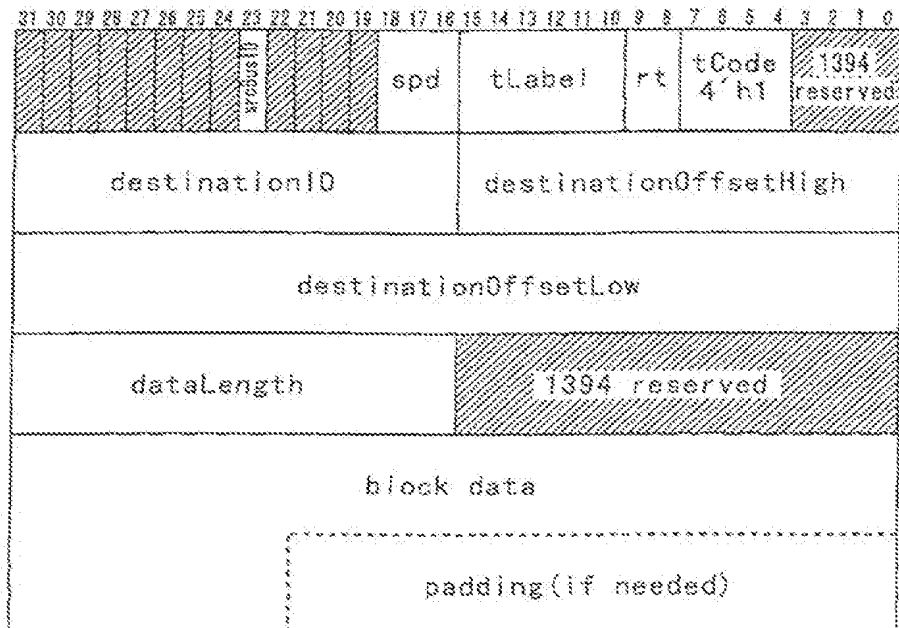 31 30 29 28 27 26 25 24 23 22 21 20 19 18 17 16 15 14 13 12 11 10 9 8 7 6 5 4 3 2 1 0
srcBusID
spd
tLabel
rt
tCode
4'h1
1394
reserved
destinationID
destinationOffsetHigh
destinationOffsetLow
dataLength
1394 reserved
block data
padding(if needed)